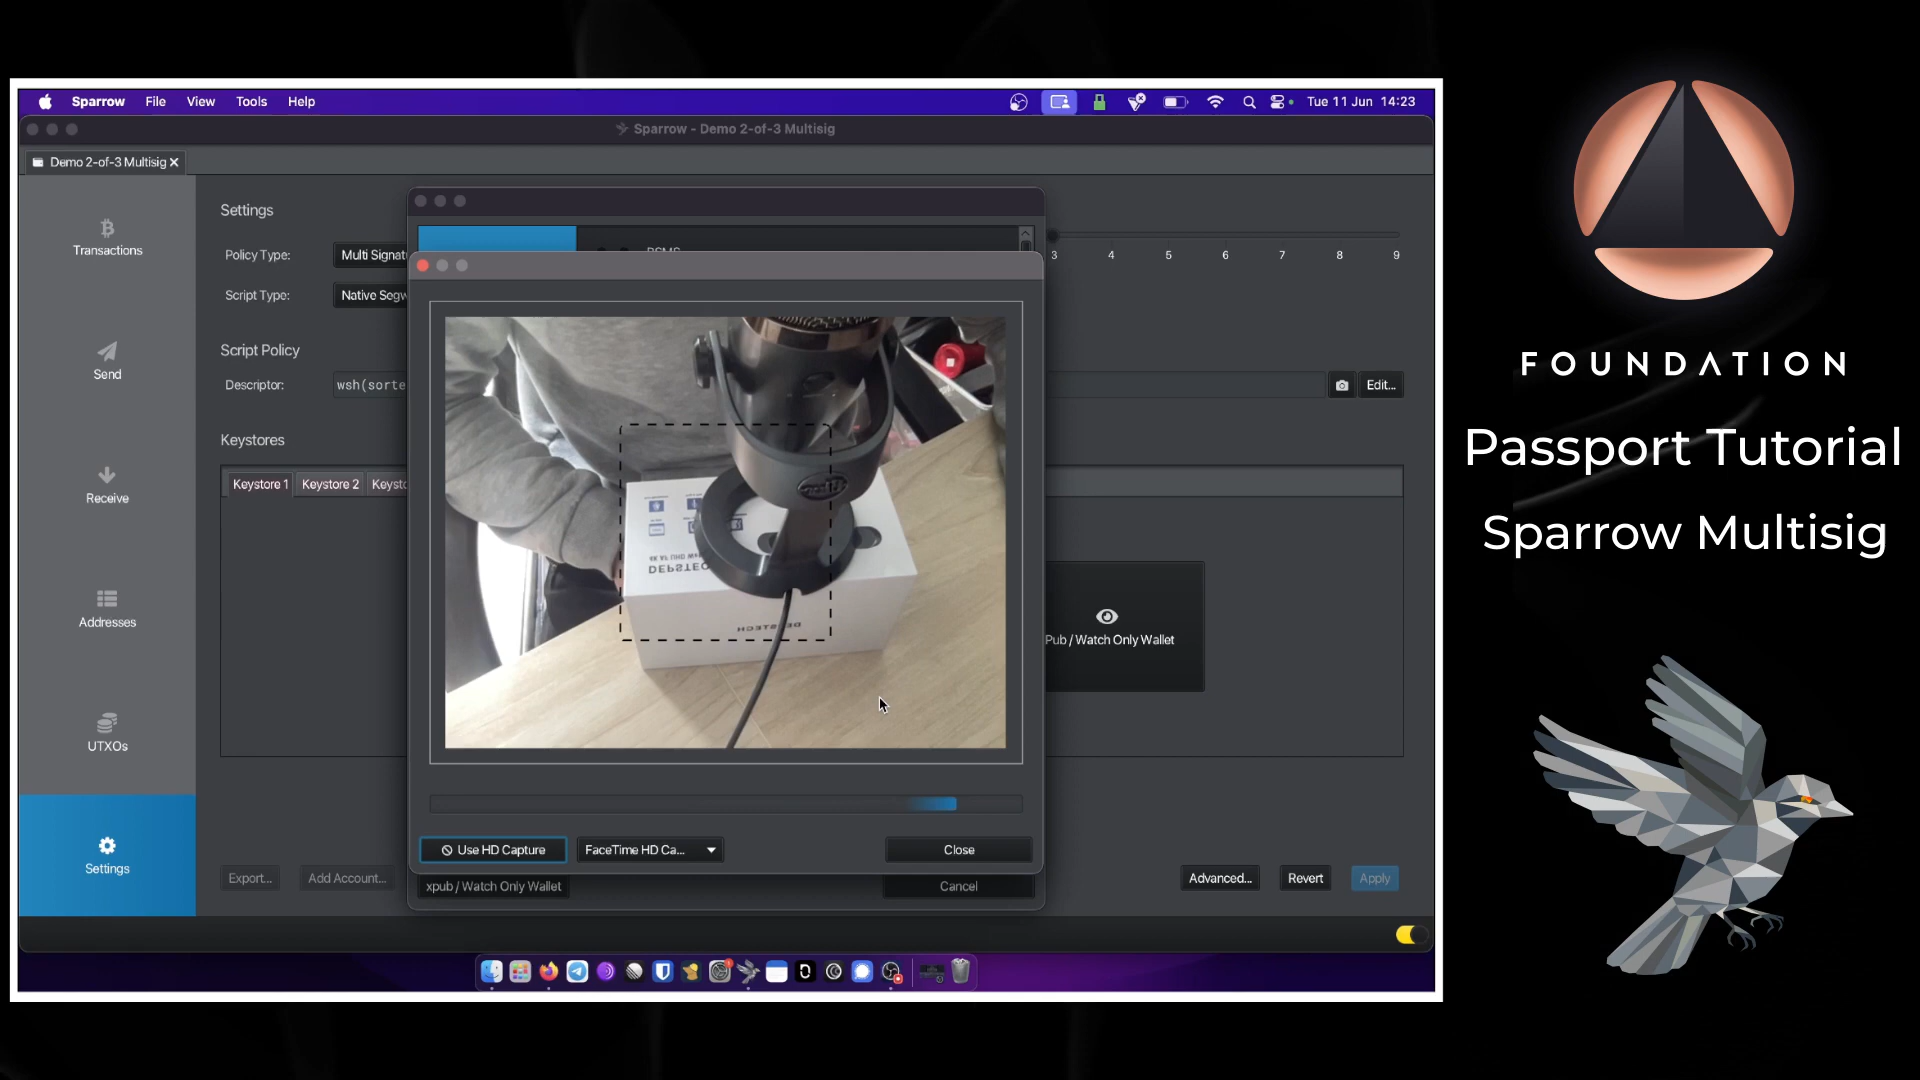 Sparrow File View Tools Help
Tue 11 Jun 14:23
Sparrow - Demo 2-of-3 Multisig
Demo 2-of-3 Multisig
Transactions
Send
Receive
Addresses
UTXOs
Settings
Settings
Policy Type: Multi Signat
3 4 5 6 7 8 9
Script Type: Native Segw
Script Policy
Descriptor: wsh(sorte
Edit...
Keystores
Keystore 1 Keystore 2 Keysto
Pub / Watch Only Wallet
Use HD Capture FaceTime HD Ca... Close
xpub / Watch Only Wallet Cancel
Export... Add Account... Advanced... Revert Apply
FOUNDATION
Passport Tutorial
Sparrow Multisig